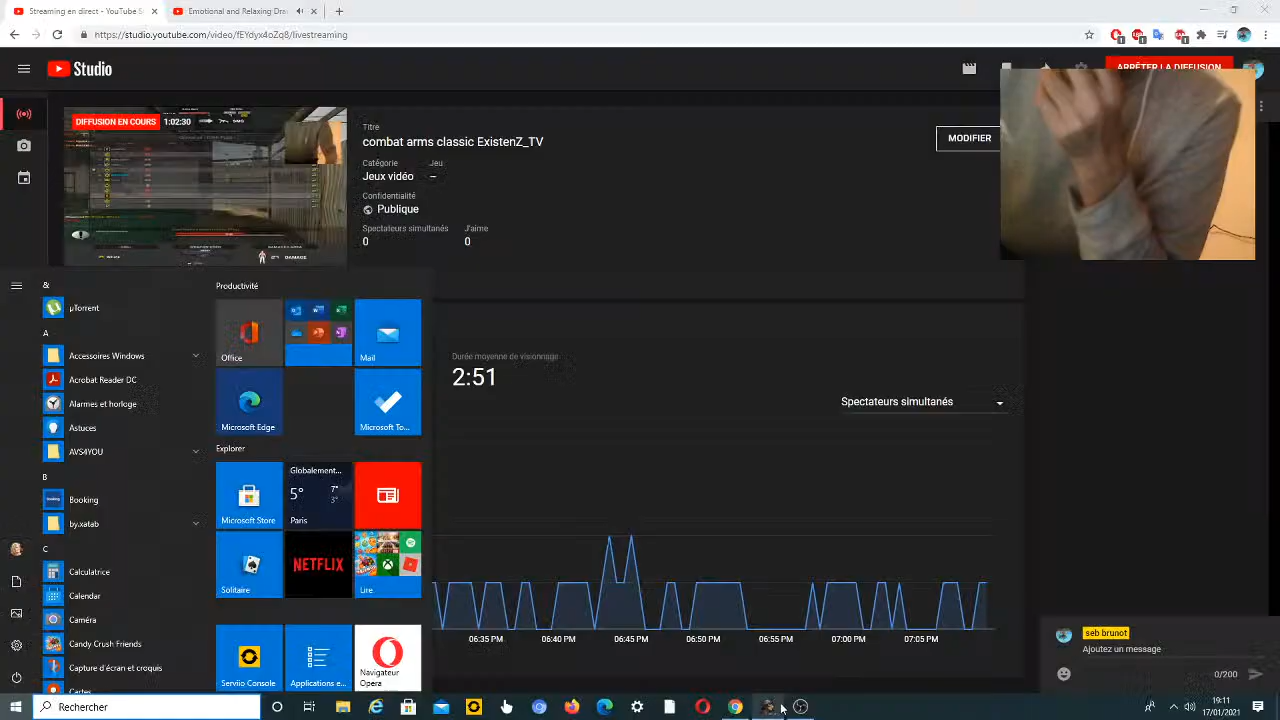 Streaming en direct - YouTube S
Emotional and Relaxing Dra
https://studio.youtube.com/video/fEYdyx4oZq8/livestreaming
Studio
ARRÊTER LA DIFFUSION
DIFFUSION EN COURS
1:02:30
Titre
combat arms classic ExistenZ_TV
MODIFIER
Catégorie
Jeu
Jeux vidéo
–
Confidentialité
Publique
Spectateurs simultanés
J'aime
0
0
&
µTorrent
A
Accessoires Windows
Acrobat Reader DC
Alarmes et horloge
Astuces
AVS4YOU
B
Booking
by.xatab
C
Calculatrice
Calendar
Caméra
Candy Crush Friends
Capture d'écran et croquis
Cartes
Productivité
Office
Mail
Microsoft Edge
Microsoft To...
Explorer
Microsoft Store
Globalement...
5°
7°
3°
Paris
Solitaire
NETFLIX
Lire
Serviio Console
Applications e...
Navigateur
Opera
Durée moyenne de visionnage
2:51
Spectateurs simultanés
06:35 PM
06:40 PM
06:45 PM
06:50 PM
06:55 PM
07:00 PM
07:05 PM
seb brunot
Ajoutez un message
0/200
Rechercher
19:11
17/01/2021